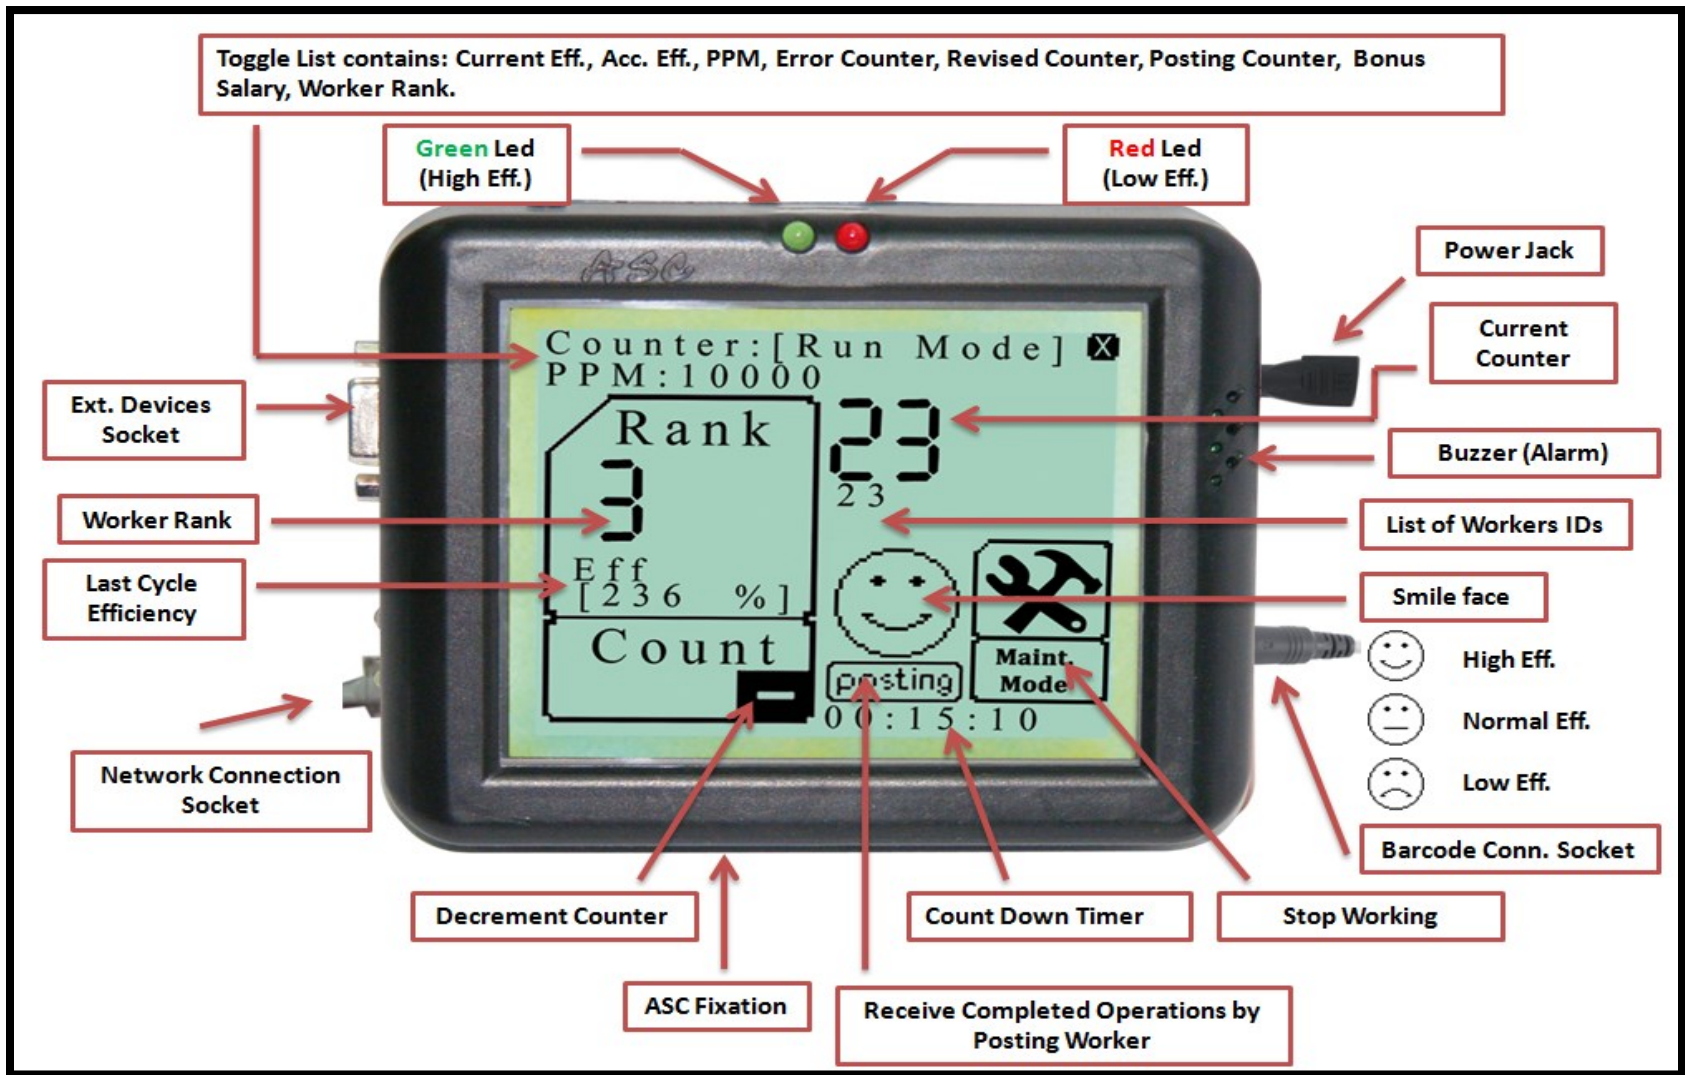 Toggle List contains: Current Eff., Acc. Eff., PPM, Error Counter, Revised Counter, Posting Counter, Bonus
Salary, Worker Rank.
Green Led
(High Eff.)
Red Led
(Low Eff.)
ASC
Power Jack
Current
Counter
Counter:[Run Mode] X
PPM:10000
Ext. Devices
Socket
Rank
23
Buzzer (Alarm)
3
23
Worker Rank
List of Workers IDs
Last Cycle
Efficiency
Eff
[236 %]
Smile face
Count
posting
Maint.
Mode
High Eff.
Normal Eff.
Low Eff.
00:15:10
Network Connection
Socket
Barcode Conn. Socket
Decrement Counter
Count Down Timer
Stop Working
ASC Fixation
Receive Completed Operations by
Posting Worker